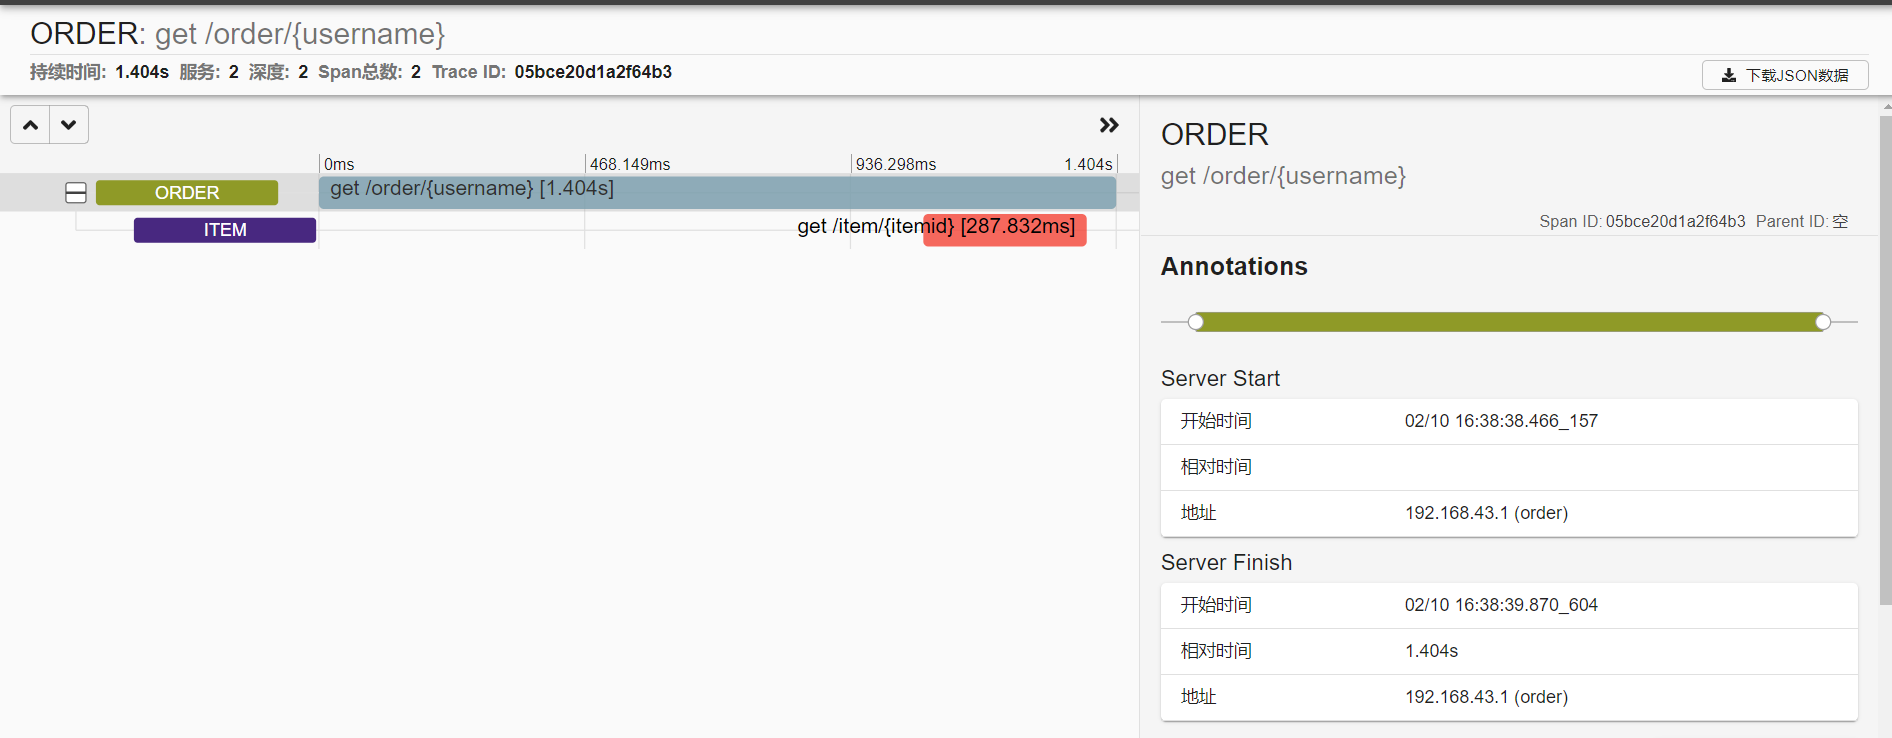 ORDER: get /order/{username}
持续时间: 1.404s 服务: 2 深度: 2 Span总数: 2 Trace ID: 05bce20d1a2f64b3
下载JSON数据
0ms 468.149ms 936.298ms 1.404s
ORDER get /order/{username} [1.404s]
ITEM get /item/{itemid} [287.832ms]
ORDER
get /order/{username}
Span ID: 05bce20d1a2f64b3 Parent ID: 空
Annotations
Server Start
开始时间 02/10 16:38:38.466_157
相对时间
地址 192.168.43.1 (order)
Server Finish
开始时间 02/10 16:38:39.870_604
相对时间 1.404s
地址 192.168.43.1 (order)